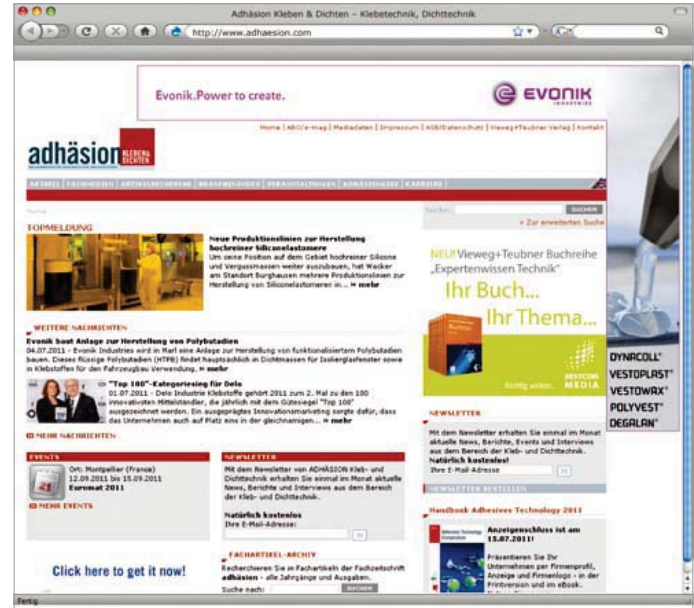 Adhäsion Kleben & Dichten – Klebetechnik, Dichttechnik
http://www.adhaesion.com
Evonik.Power to create.
EVONIK
INDUSTRIES
Home | ABO/e-mag | Mediadaten | Impressum | AGB/Datenschutz | Vieweg+Teubner Verlag | Kontakt
adhäsion KLEBEN &
DICHTEN
AKTUELL | FACHMESSEN | ARTIKELRECHERCHE | BRANCHENINDEX | VERANSTALTUNGEN | | KARRIERE |
Home
Suche:
SUCHEN
» Zur erweiterten Suche
TOPMELDUNG
Neue Produktionslinien zur Herstellung
hochreiner Siliconelastomere
Um seine Position auf dem Gebiet hochreiner Silicone
und Vergussmassen weiter auszubauen, hat Wacker
am Standort Burghausen mehrere Produktionslinien zur
Herstellung von Siliconelastomeren in... » mehr
WEITERE NACHRICHTEN
Evonik baut Anlage zur Herstellung von Polybutadien
04.07.2011 - Evonik Industries wird in Marl eine Anlage zur Herstellung von funktionalisiertem Polybutadien
bauen. Dieses flüssige Polybutadien (HTPB) findet hauptsächlich in Dichtmassen für Isolierglasfenster sowie
in Klebstoffen für den Fahrzeugbau Verwendung. » mehr
"Top 100"-Kategoriesieg für Delo
01.07.2011 - Delo Industrie Klebstoffe gehört 2011 zum 2. Mal zu den 100
innovativsten Mittelständler, die jährlich mit dem Gütesiegel "Top 100"
ausgezeichnet werden. Ein ausgeprägtes Innovationsmarketing sorgte dafür, dass
das Unternehmen auch auf Platz eins in der gleichnamigen... » mehr
MEHR NACHRICHTEN
EVENTS
21
Ort: Montpellier (France)
12.09.2011 bis 15.09.2011
Euromat 2011
MEHR EVENTS
Click here to get it now!
NEWSLETTER
Mit dem Newsletter von ADHÄSION Kleb- und
Dichttechnik erhalten Sie einmal im Monat aktuelle
News, Berichte und Interviews aus dem Bereich
der Kleb- und Dichttechnik.
Natürlich kostenlos
Ihre E-Mail-Adresse:
FACHARTIKEL-ARCHIV
Recherchieren Sie in Fachartikeln der Fachzeitschrift
adhäsion - alle Jahrgänge und Ausgaben.
Suche nach:
SUCHEN
NEU! Vieweg+Teubner Buchreihe
„Expertenwissen Technik“
Ihr Buch...
Ihr Thema...
Richtig wirken.
BESTCOM
MEDIA
NEWSLETTER
Mit dem Newsletter erhalten Sie einmal im Monat
aktuelle News, Berichte, Events und Interviews
aus dem Bereich der Kleb- und Dichttechnik.
Natürlich kostenlos!
Ihre E-Mail Adresse
NEWSLETTER BESTELLEN
Handbook Adhesives Technology 2011
Anzeigenschluss ist am
15.07.2011!
Präsentieren Sie Ihr
Unternehmen per Firmenprofil,
Anzeige und Firmenlogo - in der
Printversion und im eBook.
DYNACOLL®
VESTOPLAST®
VESTOWAX®
POLYVEST®
DEGALAN®
Fertig